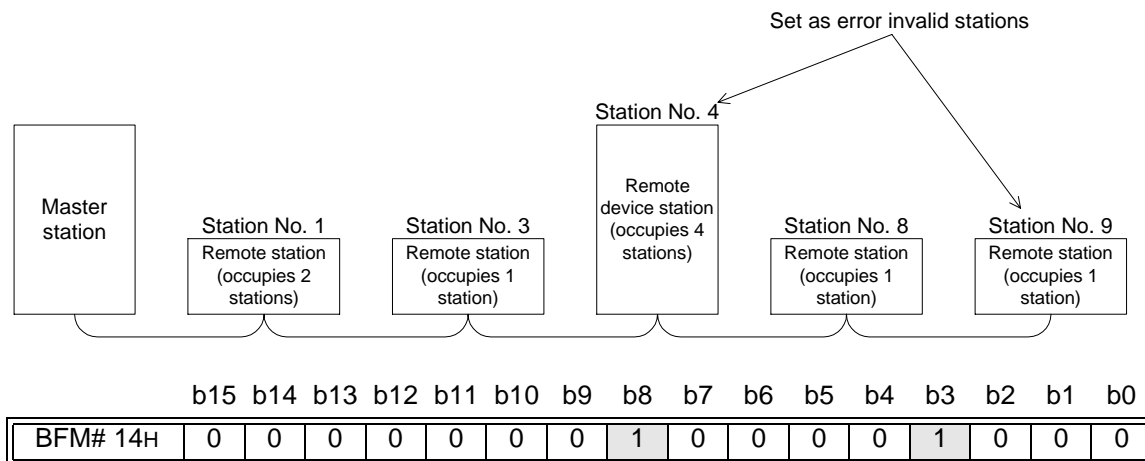 Set as error invalid stations
Station No. 4
Master
station
Station No. 1
Remote station
(occupies 2
stations)
Station No. 3
Remote station
(occupies 1
station)
Remote
device station
(occupies 4
stations)
Station No. 8
Remote station
(occupies 1
station)
Station No. 9
Remote station
(occupies 1
station)
b15 b14 b13 b12 b11 b10 b9 b8 b7 b6 b5 b4 b3 b2 b1 b0
BFM# 14H 0 0 0 0 0 0 0 1 0 0 0 0 1 0 0 0